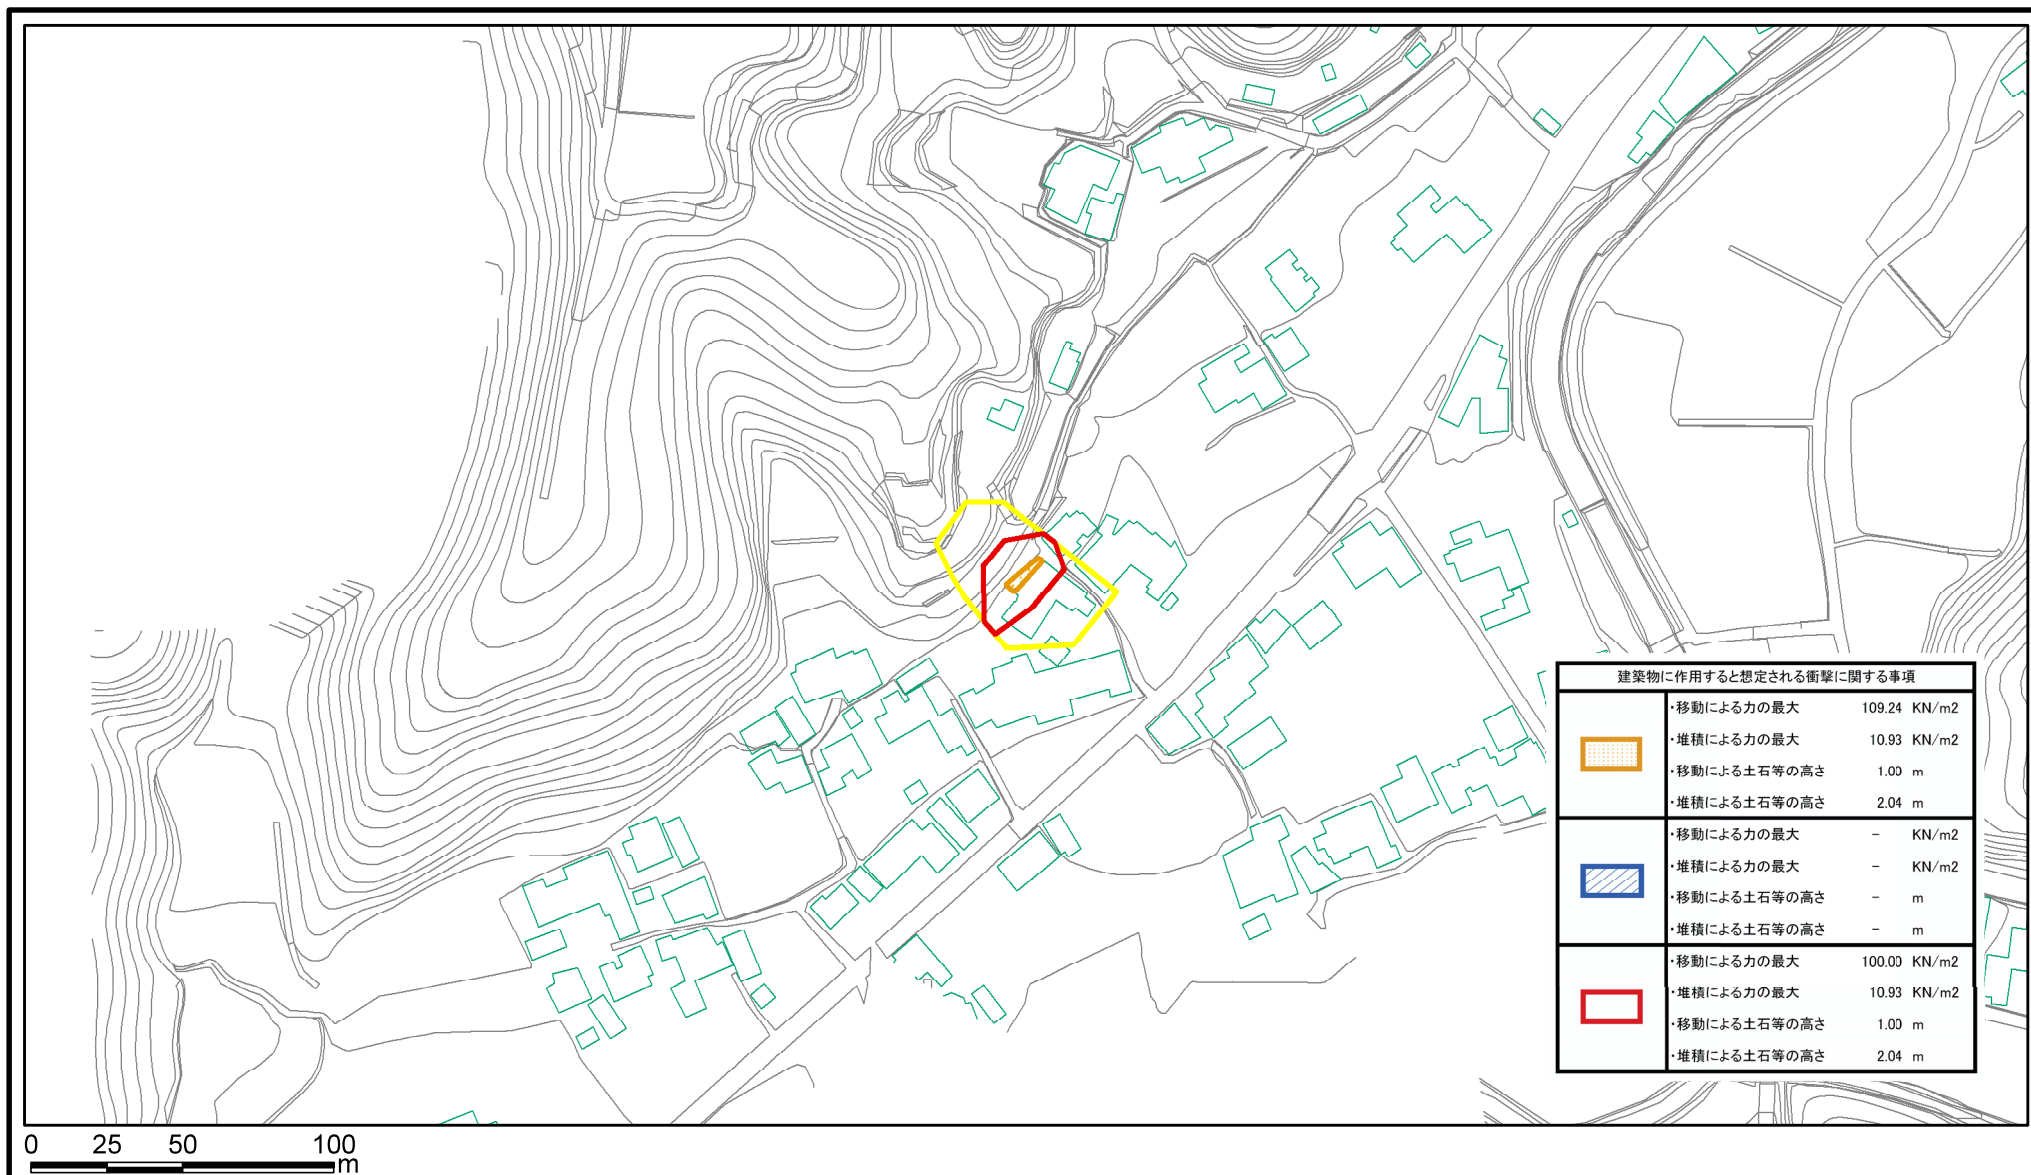 建築物に作用すると想定される衝撃に関する事項
・移動による力の最大 109.24 KN/m2
・堆積による力の最大 10.93 KN/m2
・移動による土石等の高さ 1.00 m
・堆積による土石等の高さ 2.04 m
・移動による力の最大 - KN/m2
・堆積による力の最大 - KN/m2
・移動による土石等の高さ - m
・堆積による土石等の高さ - m
・移動による力の最大 100.00 KN/m2
・堆積による力の最大 10.93 KN/m2
・移動による土石等の高さ 1.00 m
・堆積による土石等の高さ 2.04 m
0 25 50 100
m